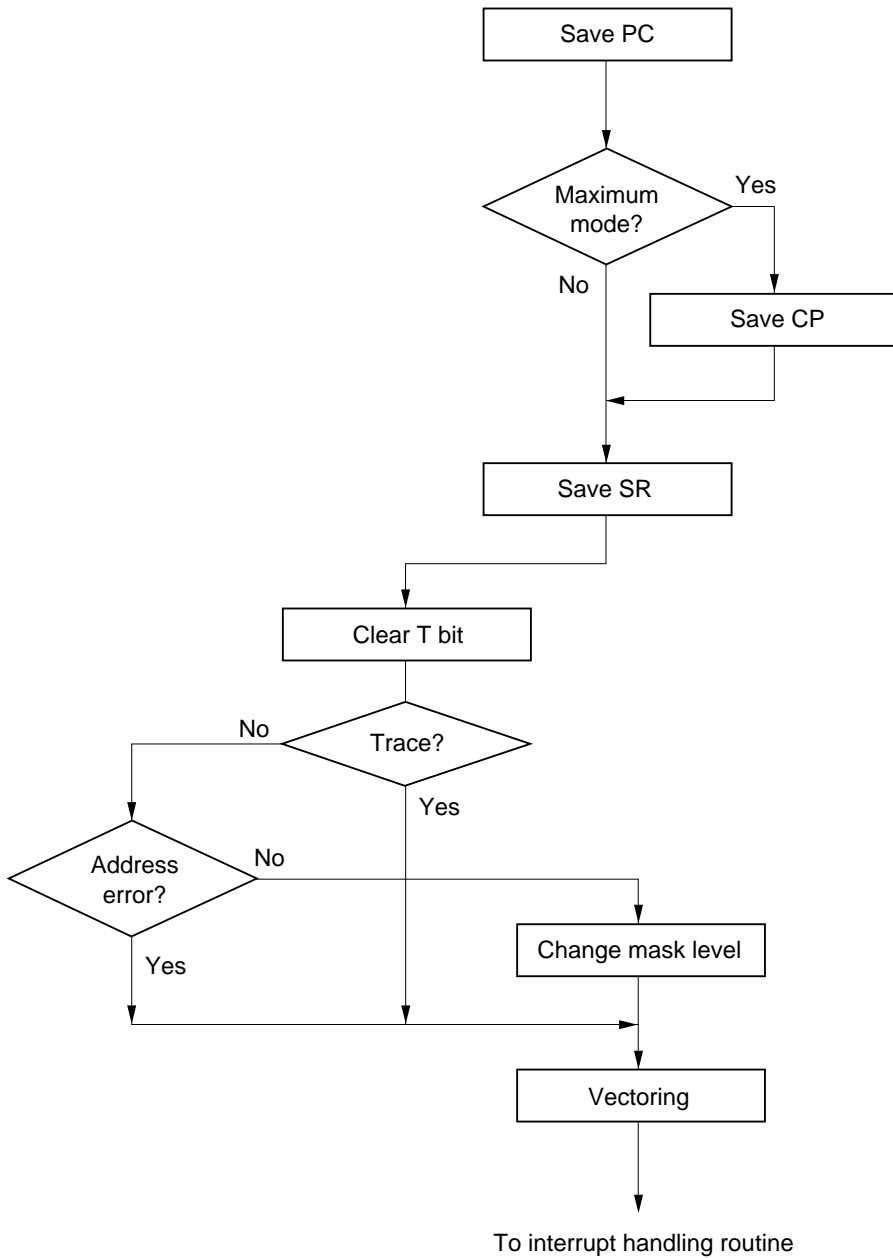 Save PC
Maximum
mode?
Yes
No
Save CP
Save SR
Clear T bit
No
Trace?
Yes
Address
error?
No
Yes
Change mask level
Vectoring
To interrupt handling routine